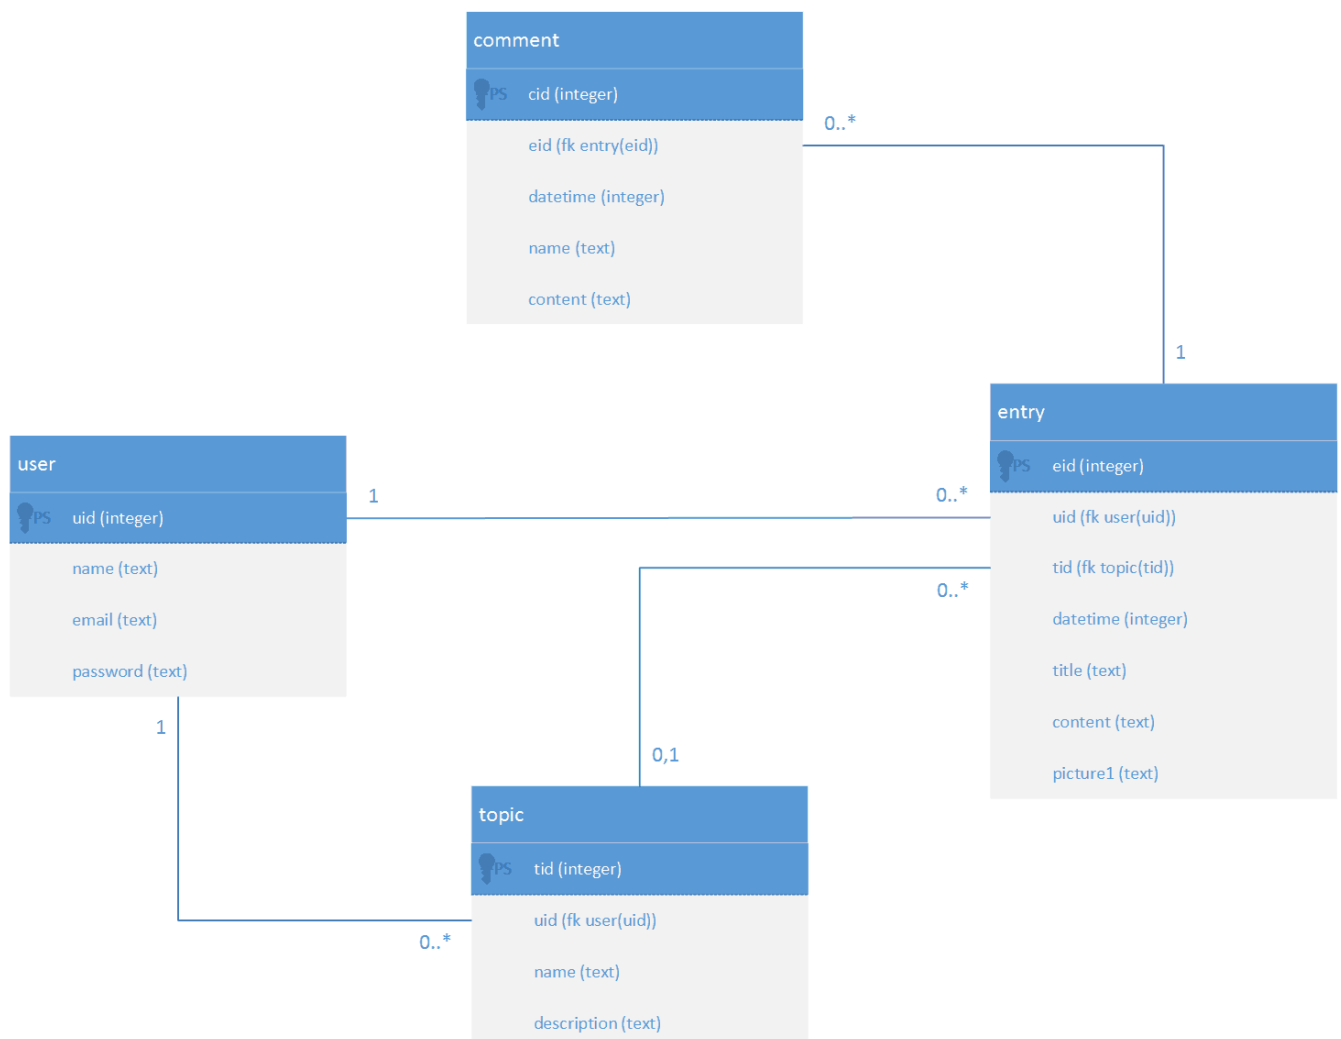 comment
PS cid (integer)
eid (fk entry(eid))
datetime (integer)
name (text)
content (text)
0..*
1
entry
PS eid (integer)
uid (fk user(uid))
tid (fk topic(tid))
datetime (integer)
title (text)
content (text)
picture1 (text)
user
PS uid (integer)
name (text)
email (text)
password (text)
1
0..*
0..*
0,1
1
0..*
topic
PS tid (integer)
uid (fk user(uid))
name (text)
description (text)